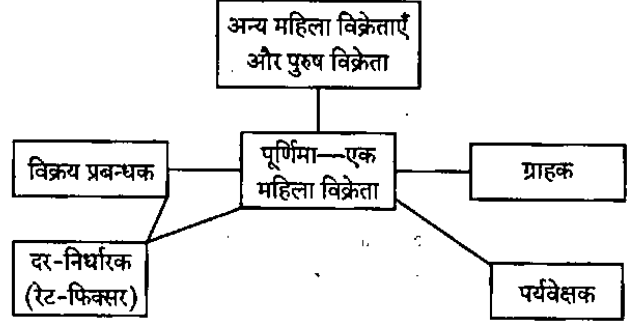 अन्य महिला विक्रेताएँ
और पुरुष विक्रेता
विक्रय प्रबन्धक
पूर्णिमा—एक
महिला विक्रेता
ग्राहक
दर-निर्धारक
(रेट-फिक्सर)
पर्यवेक्षक